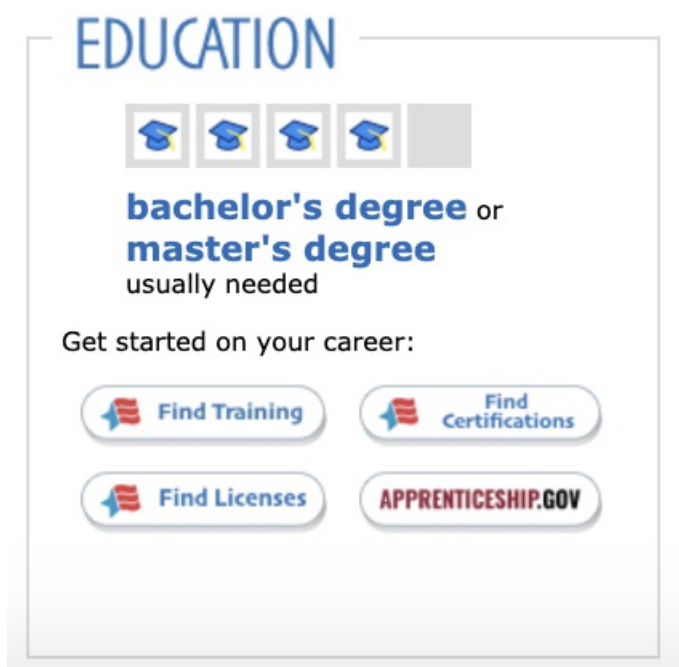 EDUCATION
bachelor's degree or
master's degree
usually needed
Get started on your career:
Find Training
Find
Certifications
Find Licenses
APPRENTICESHIP.GOV